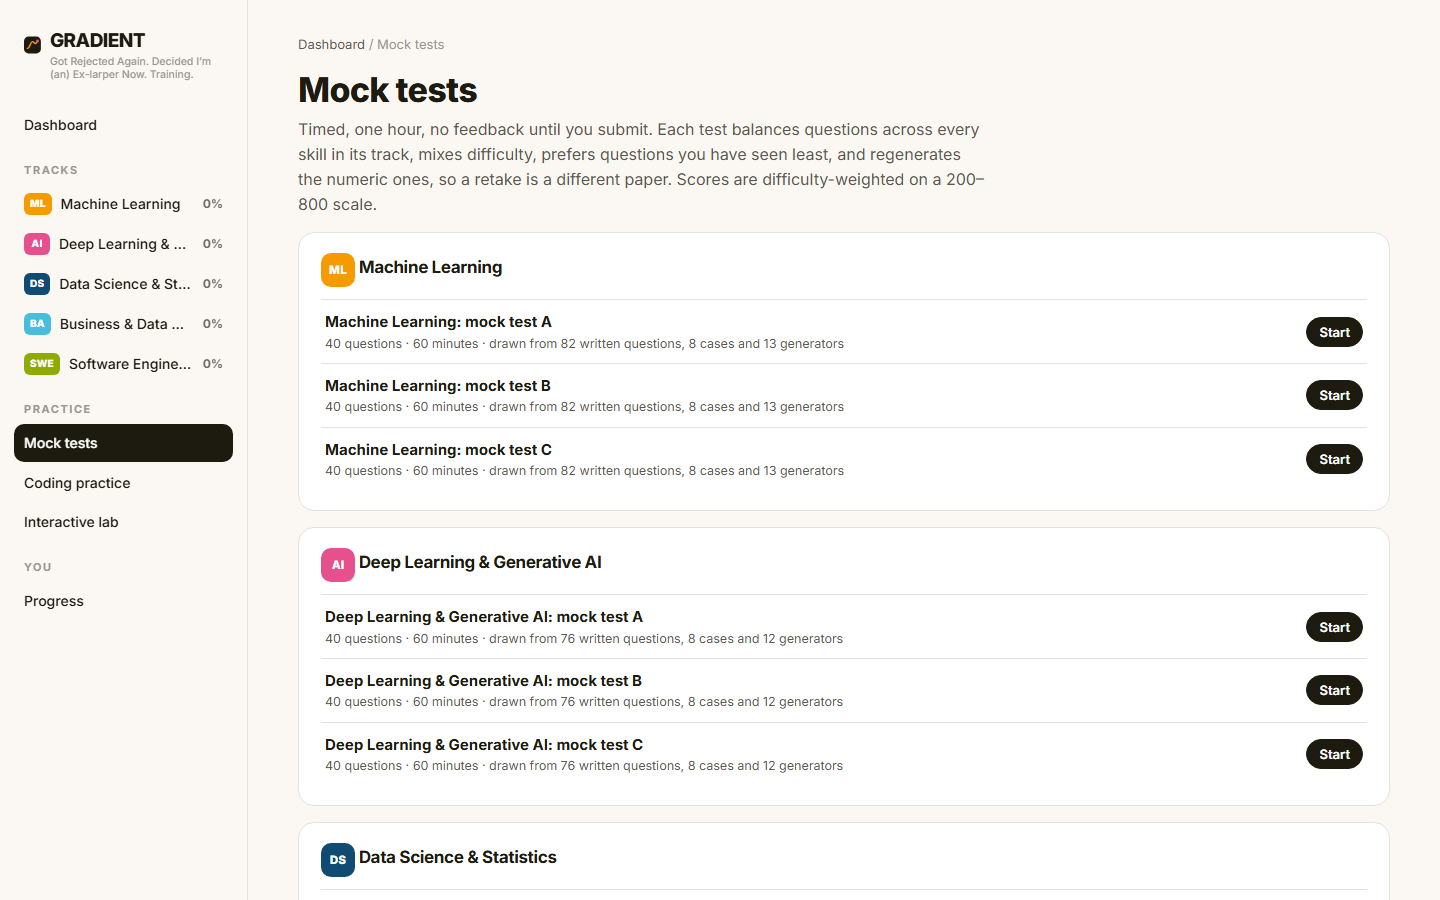 GRADIENT
Got Rejected Again. Decided I'm
(an) Ex-larper Now. Training.
Dashboard
TRACKS
ML Machine Learning 0%
AI Deep Learning & ... 0%
DS Data Science & St... 0%
BA Business & Data ... 0%
SWE Software Engine... 0%
PRACTICE
Mock tests
Coding practice
Interactive lab
YOU
Progress
Dashboard / Mock tests
Mock tests
Timed, one hour, no feedback until you submit. Each test balances questions across every
skill in its track, mixes difficulty, prefers questions you have seen least, and regenerates
the numeric ones, so a retake is a different paper. Scores are difficulty-weighted on a 200–
800 scale.
ML Machine Learning
Machine Learning: mock test A
40 questions · 60 minutes · drawn from 82 written questions, 8 cases and 13 generators
Start
Machine Learning: mock test B
40 questions · 60 minutes · drawn from 82 written questions, 8 cases and 13 generators
Start
Machine Learning: mock test C
40 questions · 60 minutes · drawn from 82 written questions, 8 cases and 13 generators
Start
AI Deep Learning & Generative AI
Deep Learning & Generative AI: mock test A
40 questions · 60 minutes · drawn from 76 written questions, 8 cases and 12 generators
Start
Deep Learning & Generative AI: mock test B
40 questions · 60 minutes · drawn from 76 written questions, 8 cases and 12 generators
Start
Deep Learning & Generative AI: mock test C
40 questions · 60 minutes · drawn from 76 written questions, 8 cases and 12 generators
Start
DS Data Science & Statistics